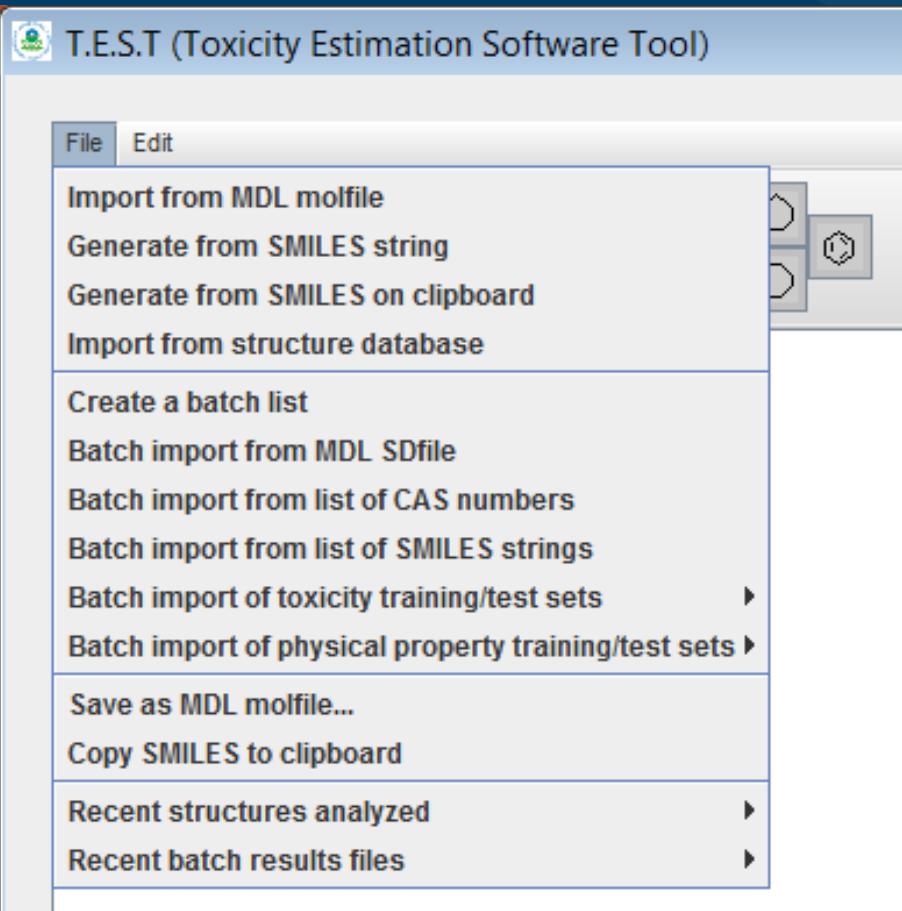 T.E.S.T (Toxicity Estimation Software Tool)
File Edit
Import from MDL molfile
Generate from SMILES string
Generate from SMILES on clipboard
Import from structure database
Create a batch list
Batch import from MDL SDfile
Batch import from list of CAS numbers
Batch import from list of SMILES strings
Batch import of toxicity training/test sets
Batch import of physical property training/test sets
Save as MDL molfile...
Copy SMILES to clipboard
Recent structures analyzed
Recent batch results files